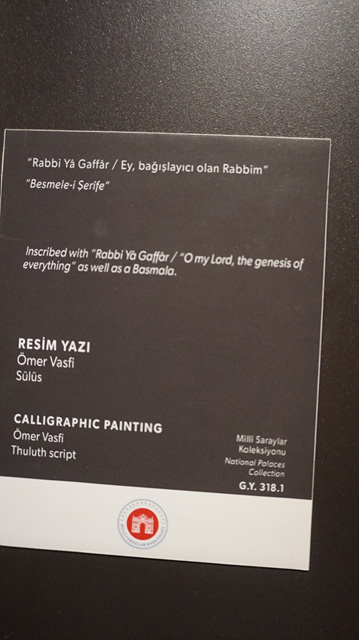 "Rabbi Yâ Gaffâr / Ey, bağışlayıcı olan Rabbim"
"Besmele-i Şerife"
Inscribed with "Rabbi Yâ Gaffâr / "O my Lord, the genesis of
everything" as well as a Basmala.
RESİM YAZI
Ömer Vasfi
Sülüs
CALLIGRAPHIC PAINTING
Ömer Vasfi
Thuluth script
Milli Saraylar
Koleksiyonu
National Palaces
Collection
G.Y. 318.1